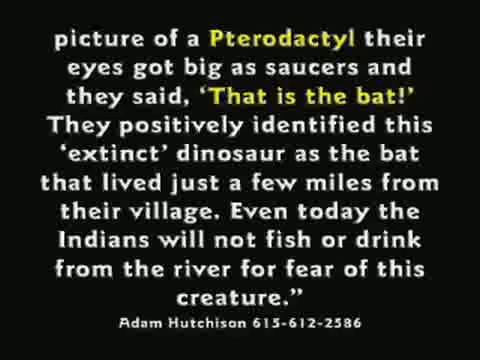 picture of a Pterodactyl their
eyes got big as saucers and
they said, ‘That is the bat!’
They positively identified this
‘extinct’ dinosaur as the bat
that lived just a few miles from
their village. Even today the
Indians will not fish or drink
from the river for fear of this
creature.”
Adam Hutchison 615-612-2586